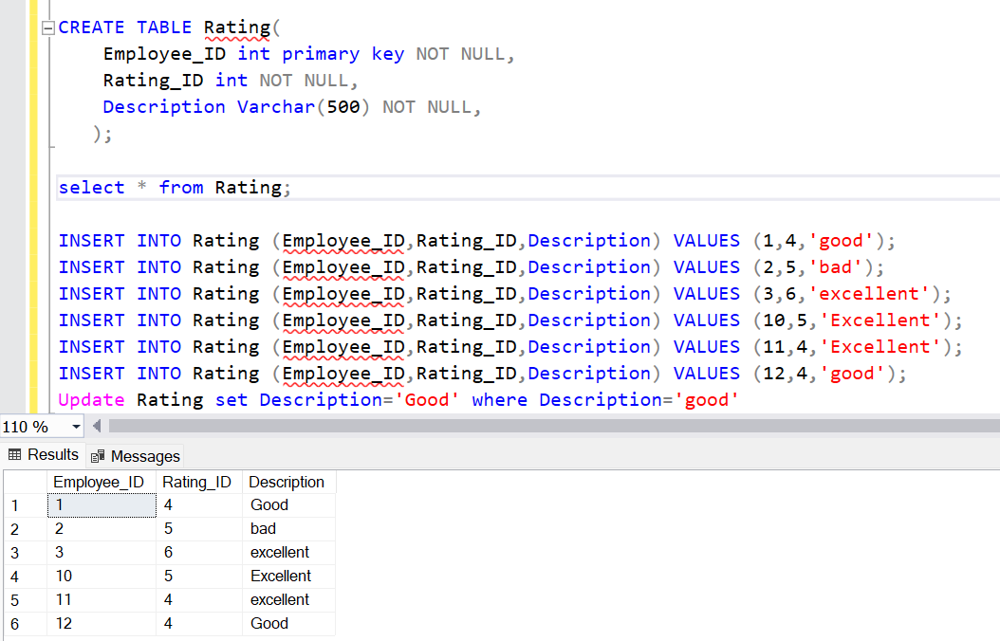 CREATE TABLE Rating(
Employee_ID int primary key NOT NULL,
Rating_ID int NOT NULL,
Description Varchar(500) NOT NULL,
);
select * from Rating;
INSERT INTO Rating (Employee_ID,Rating_ID,Description) VALUES (1,4,'good');
INSERT INTO Rating (Employee_ID,Rating_ID,Description) VALUES (2,5,'bad');
INSERT INTO Rating (Employee_ID,Rating_ID,Description) VALUES (3,6,'excellent');
INSERT INTO Rating (Employee_ID,Rating_ID,Description) VALUES (10,5,'Excellent');
INSERT INTO Rating (Employee_ID,Rating_ID,Description) VALUES (11,4,'Excellent');
INSERT INTO Rating (Employee_ID,Rating_ID,Description) VALUES (12,4,'good');
Update Rating set Description='Good' where Description='good'
110 %
Results Messages
Employee_ID Rating_ID Description
1 1 4 Good
2 2 5 bad
3 3 6 excellent
4 10 5 Excellent
5 11 4 excellent
6 12 4 Good